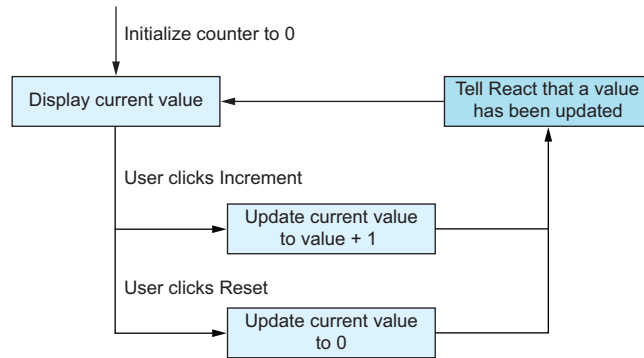 Initialize counter to 0
Display current value
Tell React that a value
has been updated
User clicks Increment
Update current value
to value + 1
User clicks Reset
Update current value
to 0